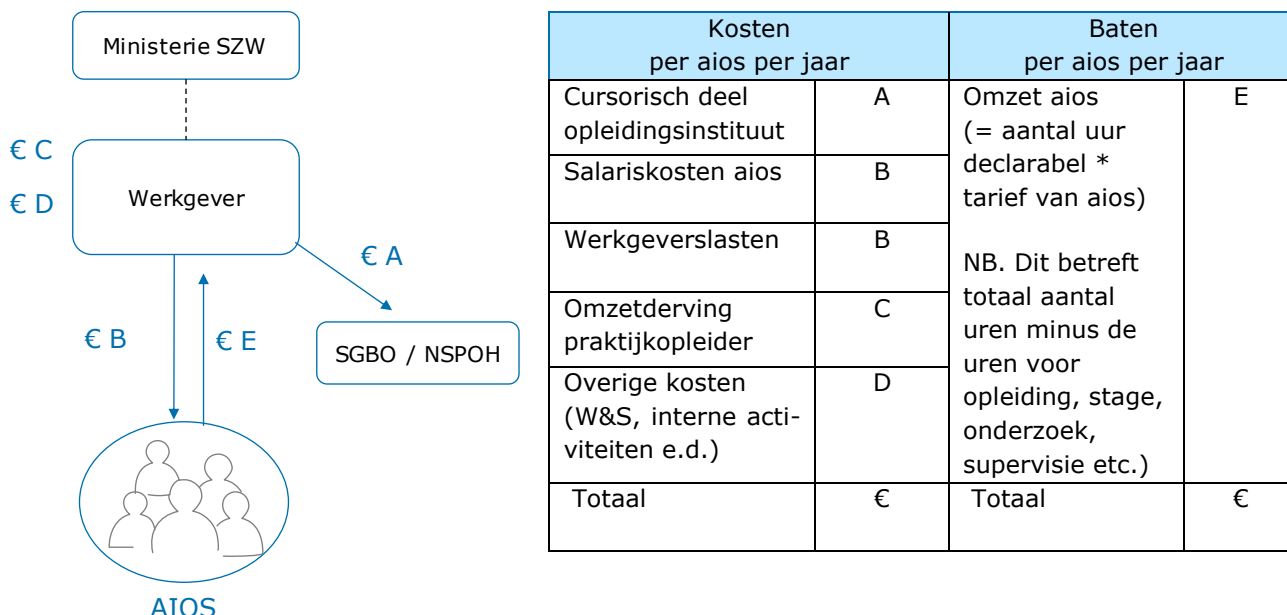 Ministerie SZW
€ C
€ D
Werkgever
€ A
€ B
€ E
SGBO / NSPOH
AIOS
Kosten
per aios per jaar
Baten
per aios per jaar
Cursorisch deel
opleidingsinstituut
A
Salariskosten aios
B
Werkgeverslasten
B
Omzetderving
praktijkopleider
C
Overige kosten
(W&S, interne acti-
viteiten e.d.)
D
Omzet aios
(= aantal uur
declarabel *
tarief van aios)
NB. Dit betreft
totaal aantal
uren minus de
uren voor
opleiding, stage,
onderzoek,
supervisie etc.)
E
Totaal
€
Totaal
€